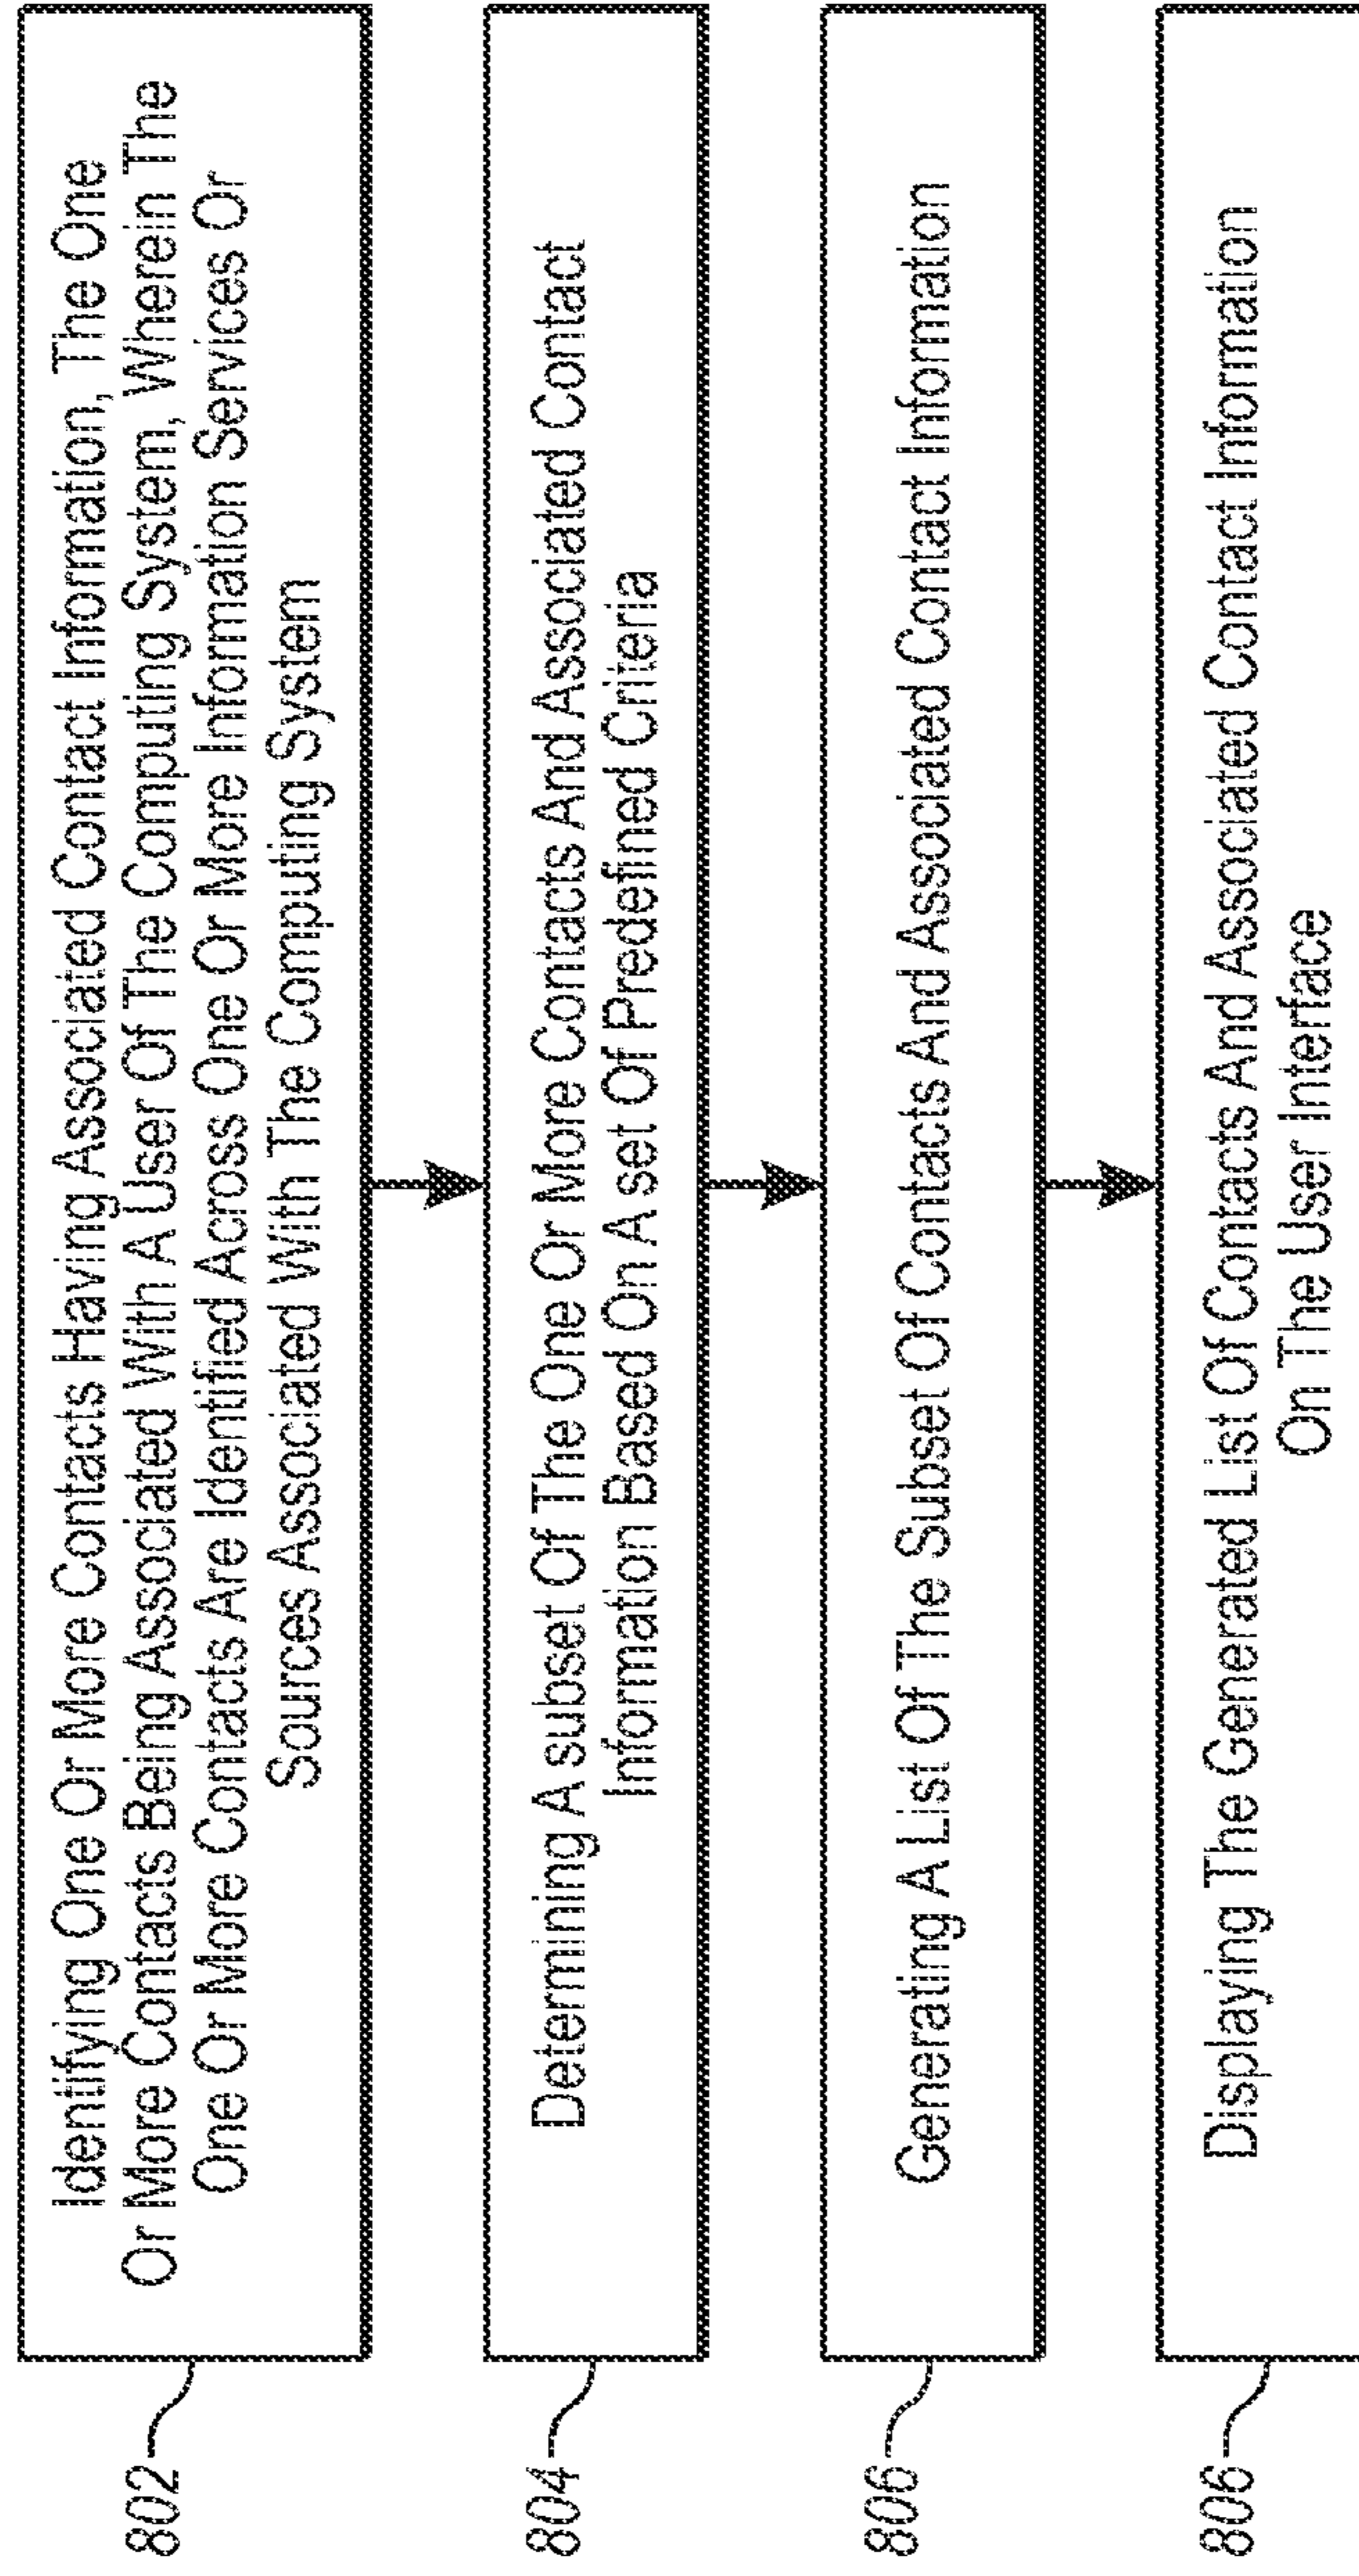 Identifying One Or More Contacts Having Associated Contact Information, The One
Or More Contacts Being Associated With A User Of The Computing System, Wherein The
One Or More Contacts Are Identified Across One Or More Information Services Or
Sources Associated With The Computing System
802
Determining A subset Of The One Or More Contacts And Associated Contact
Information Based On A set Of Predefined Criteria
804
Generating A List Of The Subset Of Contacts And Associated Contact Information
806
Displaying The Generated List Of Contacts And Associated Contact Information
On The User Interface
806